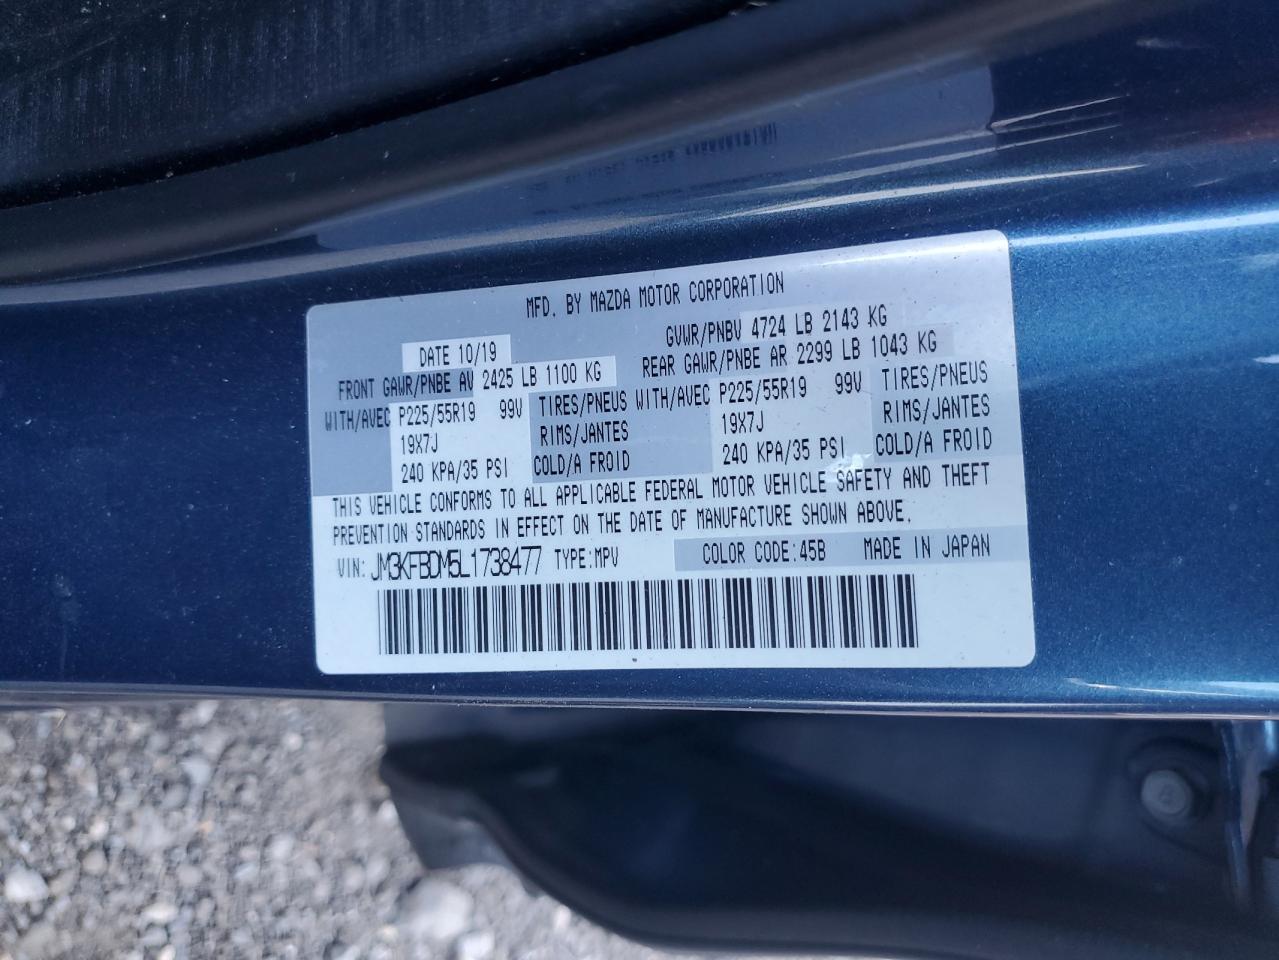 MFD. BY MAZDA MOTOR CORPORATION
DATE 10/19 GVWR/PNBV 4724 LB 2143 KG
FRONT GAWR/PNBE AV 2425 LB 1100 KG REAR GAWR/PNBE AR 2299 LB 1043 KG
WITH/AVEC P225/55R19 99V TIRES/PNEUS WITH/AVEC P225/55R19 99V TIRES/PNEUS
19X7J RIMS/JANTES 19X7J RIMS/JANTES
240 KPA/35 PSI COLD/A FROID 240 KPA/35 PSI COLD/A FROID
THIS VEHICLE CONFORMS TO ALL APPLICABLE FEDERAL MOTOR VEHICLE SAFETY AND THEFT
PREVENTION STANDARDS IN EFFECT ON THE DATE OF MANUFACTURE SHOWN ABOVE.
VIN: JM3KFBDM5L1738477 TYPE:MPV COLOR CODE:45B MADE IN JAPAN